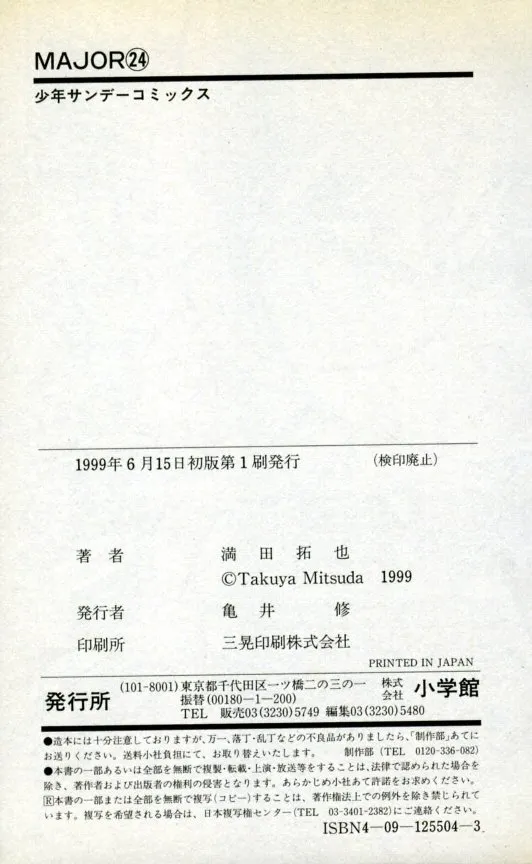 MAJOR㉔
少年サンデーコミックス
1999年6月15日初版第1刷発行 (検印廃止)
著者 満田拓也
©Takuya Mitsuda 1999
発行者 亀井 修
印刷所 三晃印刷株式会社
PRINTED IN JAPAN
発行所 (101-8001)東京都千代田区一ツ橋二の三の一 株式会社 小学館
振替(00180—1—200)
TEL 販売03(3230)5749 編集03(3230)5480
●造本には十分注意しておりますが、万一、落丁・乱丁などの不良品がありましたら、「制作部」あてに
お送りください。送料小社負担にて、お取り替えいたします。 制作部(TEL 0120-336-082)
●本書の一部あるいは全部を無断で複製・転載・上演・放送等をすることは、法律で認められた場合を
除き、著作者および出版者の権利の侵害となります。あらかじめ小社あて許諾をお求めください。
Ⓡ本書の一部または全部を無断で複写(コピー)することは、著作権法上での例外を除き禁じられて
います。複写を希望される場合は、日本複写権センター(TEL 03-3401-2382)にご連絡ください。
ISBN4—09—125504—3